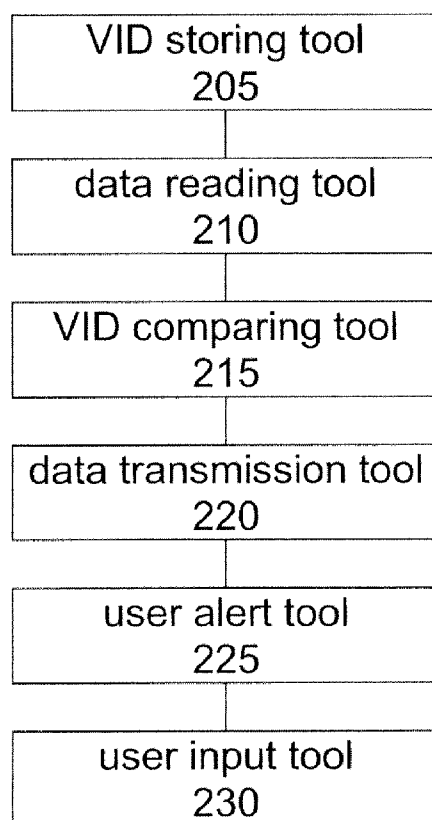 VID storing tool
205
data reading tool
210
VID comparing tool
215
data transmission tool
220
user alert tool
225
user input tool
230